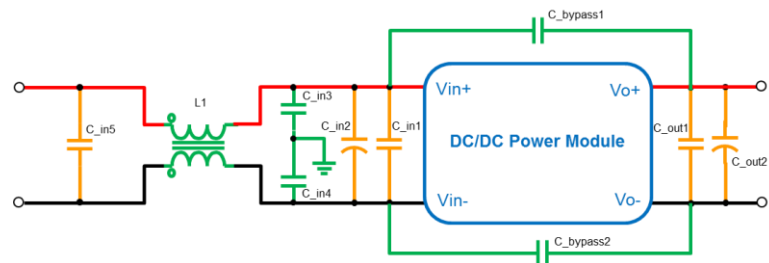 C_bypass1
L1
C_in3
Vin+
Vo+
C_in5
C_in2
C_in1
DC/DC Power Module
C_out1
C_out2
C_in4
Vin-
Vo-
C_bypass2